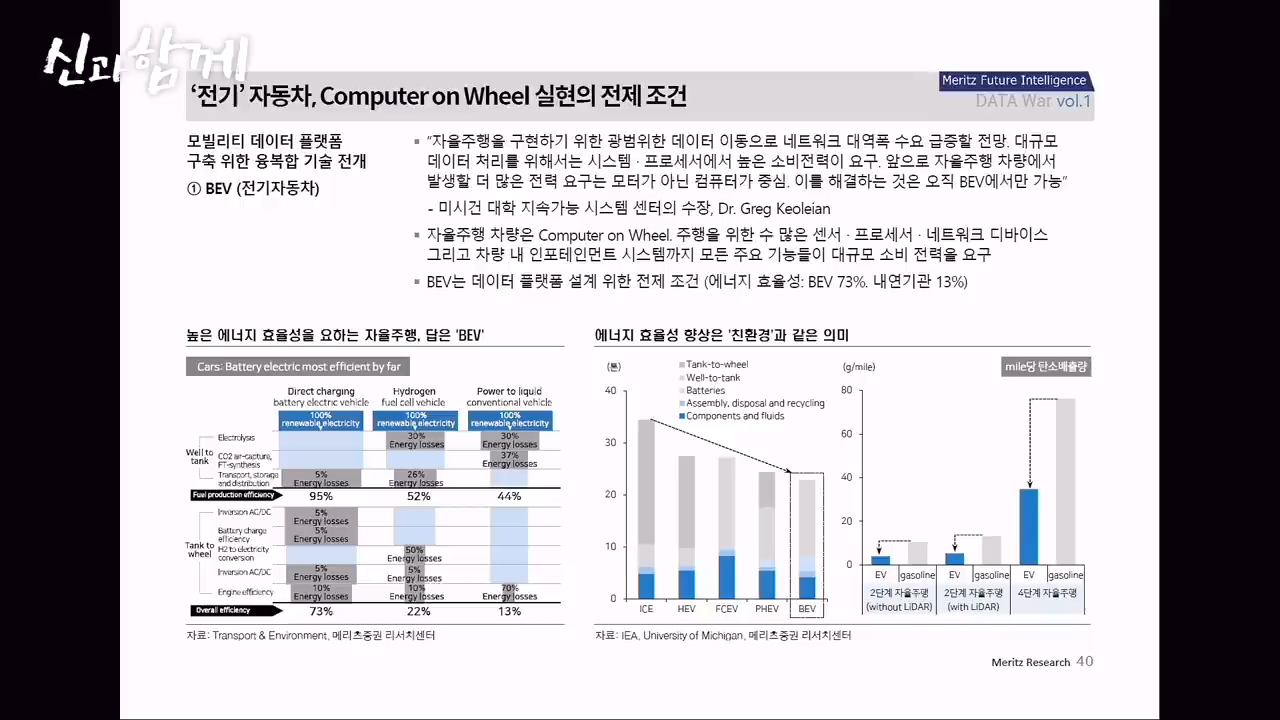 신과함께
'전기' 자동차, Computer on Wheel 실현의 전제 조건
Meritz Future Intelligence
DATA War vol.1
모빌리티 데이터 플랫폼
구축 위한 융복합 기술 전개
① BEV (전기자동차)
▪ "자율주행을 구현하기 위한 광범위한 데이터 이동으로 네트워크 대역폭 수요 급증할 전망. 대규모
데이터 처리를 위해서는 시스템 · 프로세서에서 높은 소비전력이 요구. 앞으로 자율주행 차량에서
발생할 더 많은 전력 요구는 모터가 아닌 컴퓨터가 중심. 이를 해결하는 것은 오직 BEV에서만 가능"
- 미시건 대학 지속가능 시스템 센터의 수장, Dr. Greg Keoleian
▪ 자율주행 차량은 Computer on Wheel. 주행을 위한 수 많은 센서 · 프로세서 · 네트워크 디바이스
그리고 차량 내 인포테인먼트 시스템까지 모든 주요 기능들이 대규모 소비 전력을 요구
▪ BEV는 데이터 플랫폼 설계 위한 전제 조건 (에너지 효율성: BEV 73%. 내연기관 13%)
높은 에너지 효율성을 요하는 자율주행, 답은 'BEV'
Cars: Battery electric most efficient by far
Direct charging Hydrogen Power to liquid
battery electric vehicle fuel cell vehicle conventional vehicle
100% 100% 100%
renewable electricity renewable electricity renewable electricity
Well to tank
Electrolysis 30% Energy losses 30% Energy losses
CO2 air-capture, FT-synthesis 37% Energy losses
Transport, storage and distribution 5% Energy losses 26% Energy losses
Fuel production efficiency 95% 52% 44%
Tank to wheel
Inversion AC/DC 5% Energy losses
Battery charge efficiency 5% Energy losses
H2 to electricity conversion 50% Energy losses
Inversion AC/DC 5% Energy losses 5% Energy losses
Engine efficiency 10% Energy losses 10% Energy losses 70% Energy losses
Overall efficiency 73% 22% 13%
자료: Transport & Environment, 메리츠증권 리서치센터
에너지 효율성 향상은 '친환경'과 같은 의미
(톤)
Tank-to-wheel
Well-to-tank
Batteries
Assembly, disposal and recycling
Components and fluids
40
30
20
10
0
ICE HEV FCEV PHEV BEV
(g/mile)
mile당 탄소배출량
80
60
40
20
0
EV gasoline EV gasoline EV gasoline
2단계 자율주행 2단계 자율주행 4단계 자율주행
(without LiDAR) (with LiDAR)
자료: IEA, University of Michigan, 메리츠증권 리서치센터
Meritz Research 40